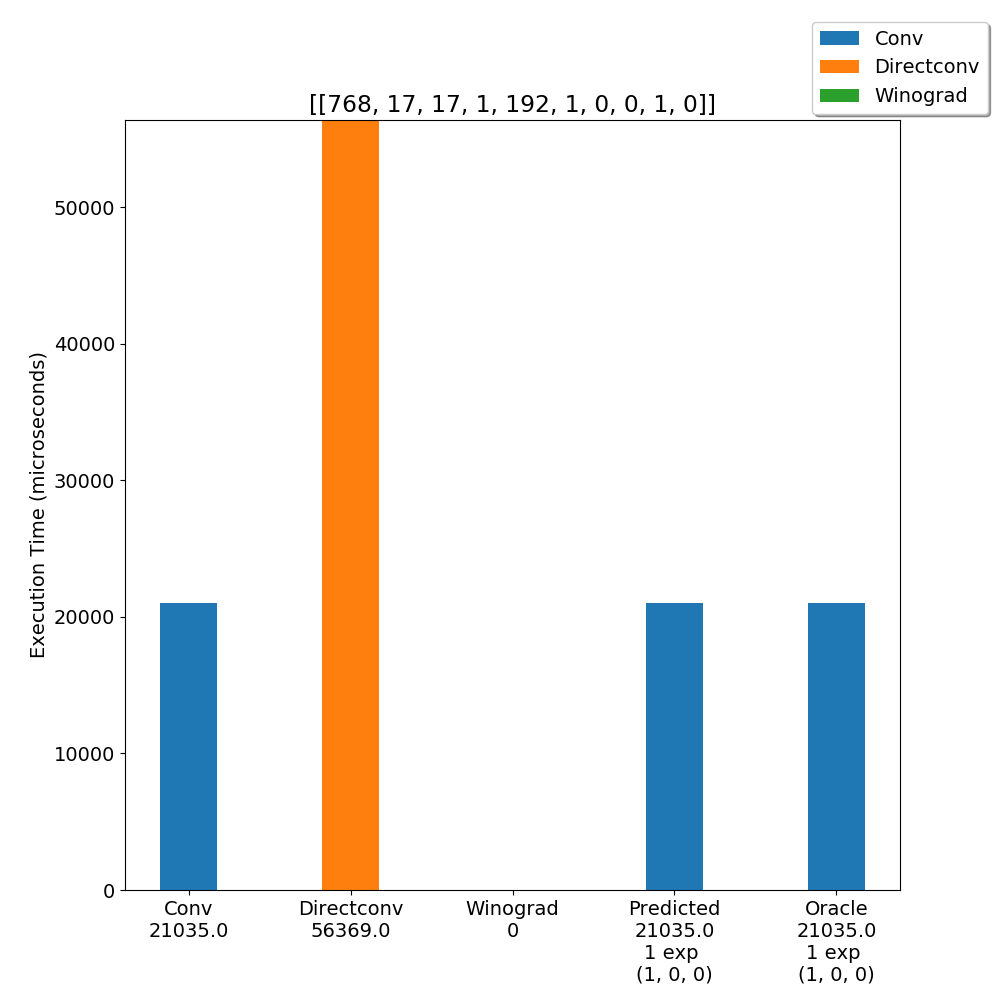 Conv
Directconv
Winograd
[[768, 17, 17, 1, 192, 1, 0, 0, 1, 0]]
Execution Time (microseconds)
50000
40000
30000
20000
10000
0
Conv
21035.0
Directconv
56369.0
Winograd
0
Predicted
21035.0
1 exp
(1, 0, 0)
Oracle
21035.0
1 exp
(1, 0, 0)